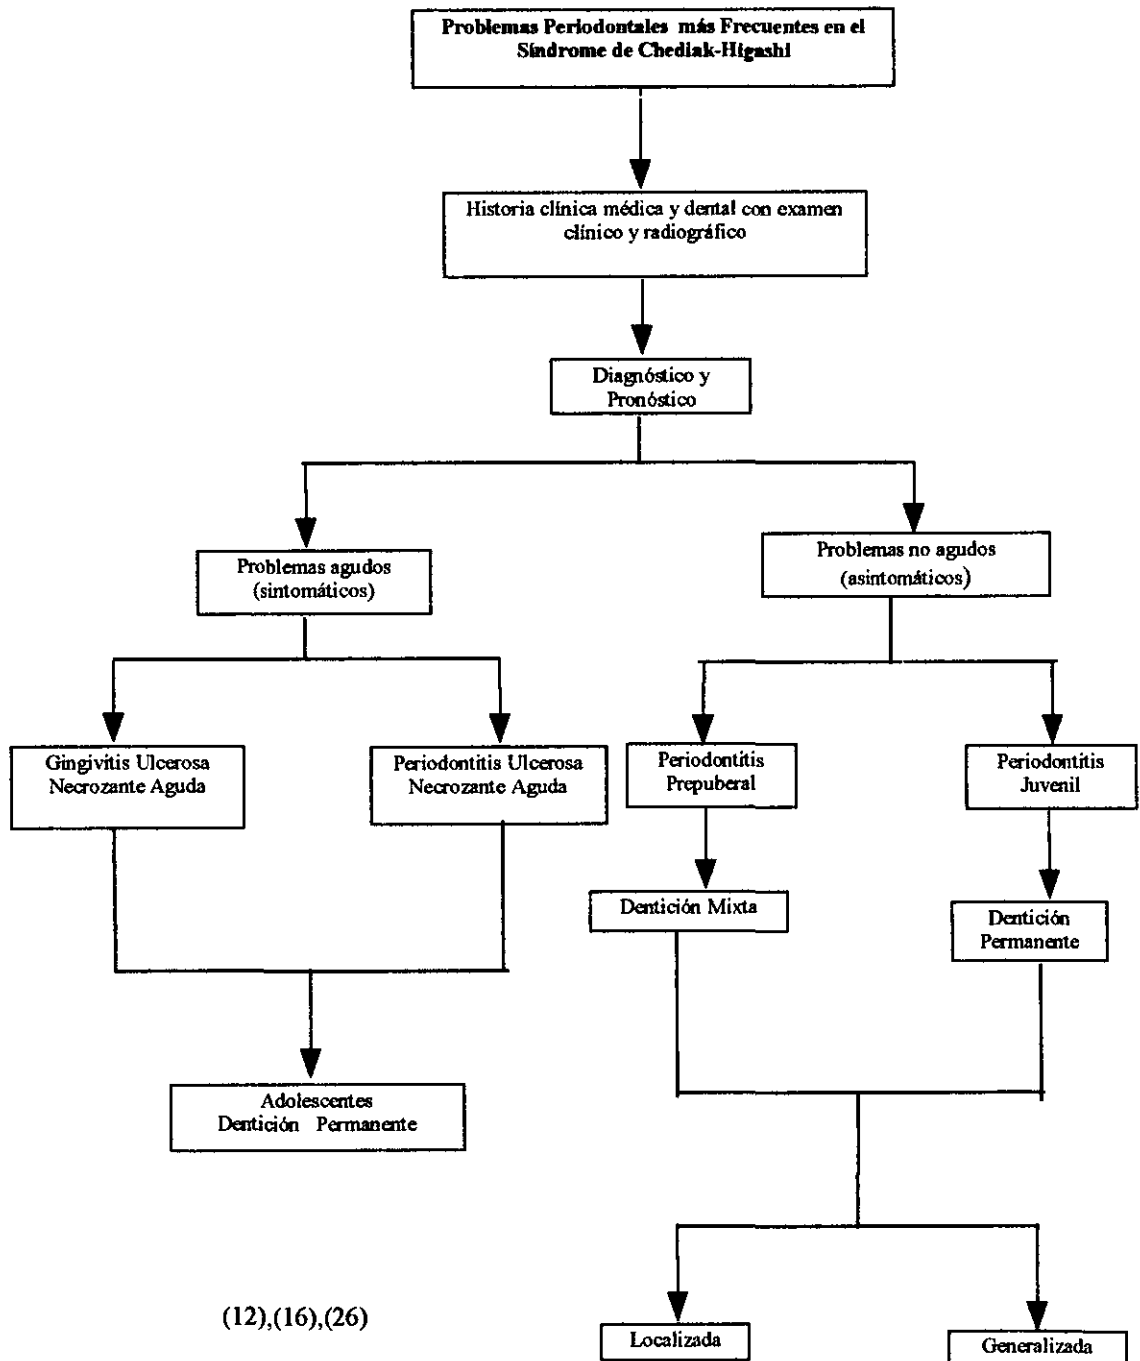 Problemas Periodontales más Frecuentes en el
Síndrome de Chediak-Higashi
Historia clínica médica y dental con examen
clínico y radiográfico
Diagnóstico y
Pronóstico
Problemas agudos
(sintomáticos)
Problemas no agudos
(asintomáticos)
Gingivitis Ulcerosa
Necrozante Aguda
Periodontitis Ulcerosa
Necrozante Aguda
Periodontitis
Prepuberal
Periodontitis
Juvenil
Dentición Mixta
Dentición
Permanente
Adolescentes
Dentición Permanente
(12),(16),(26)
Localizada
Generalizada